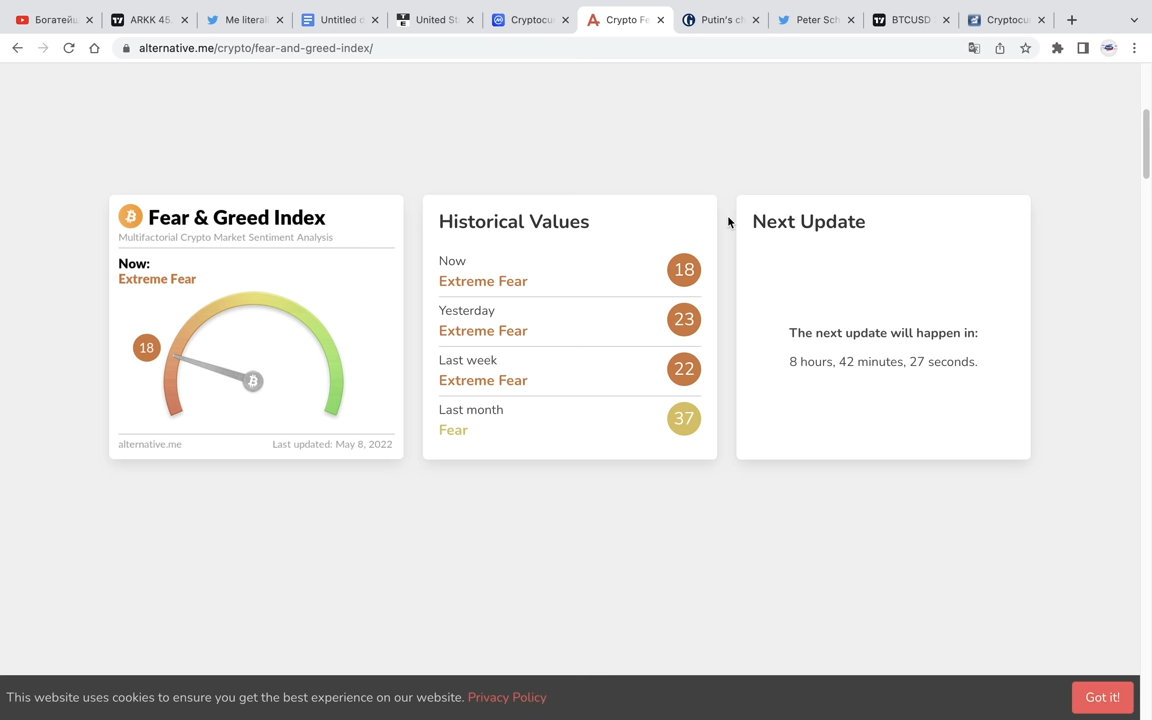 Богатейш
ARKK 45.
Me literall
Untitled d
United St
Cryptocur
Crypto Fe
Putin's ch
Peter Sch
BTCUSD
Cryptocur
alternative.me/crypto/fear-and-greed-index/
Fear & Greed Index
Multifactorial Crypto Market Sentiment Analysis
Now:
Extreme Fear
18
alternative.me
Last updated: May 8, 2022
Historical Values
Now
Extreme Fear
18
Yesterday
Extreme Fear
23
Last week
Extreme Fear
22
Last month
Fear
37
Next Update
The next update will happen in:
8 hours, 42 minutes, 27 seconds.
This website uses cookies to ensure you get the best experience on our website. Privacy Policy
Got it!